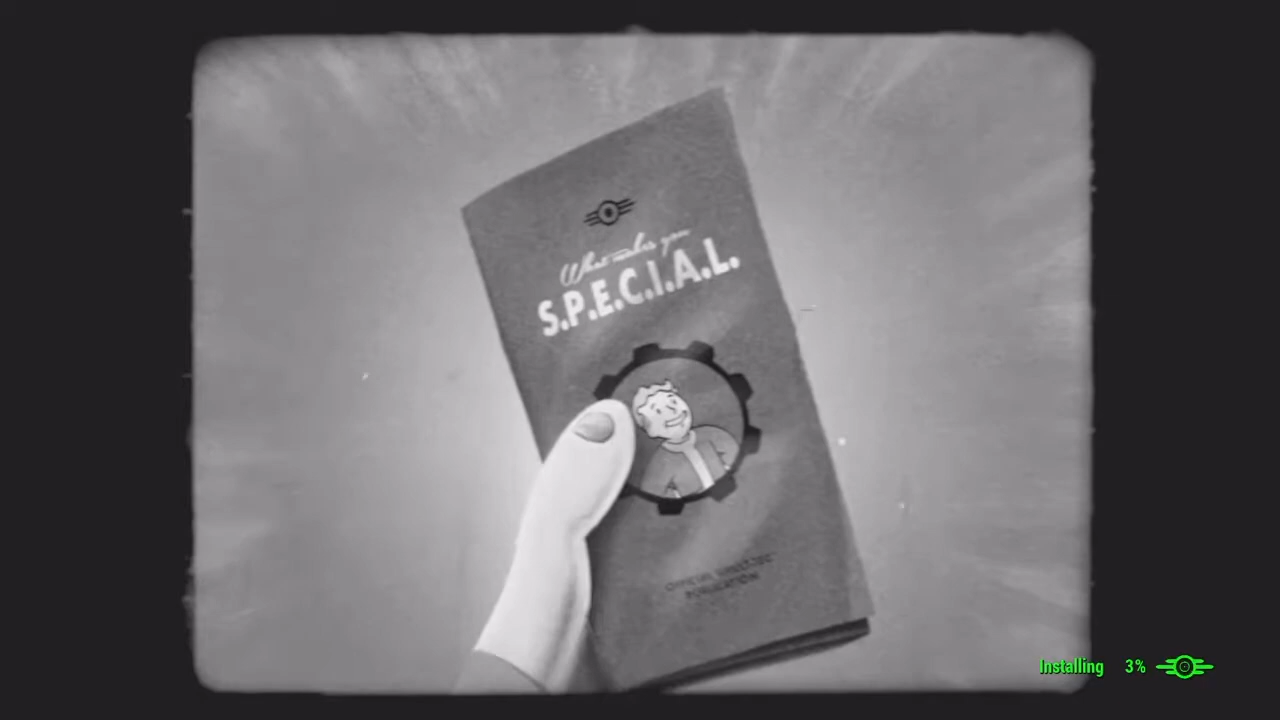 What makes you
S.P.E.C.I.A.L.
OFFICIAL VAULT-TEC
PUBLICATION
Installing 3%